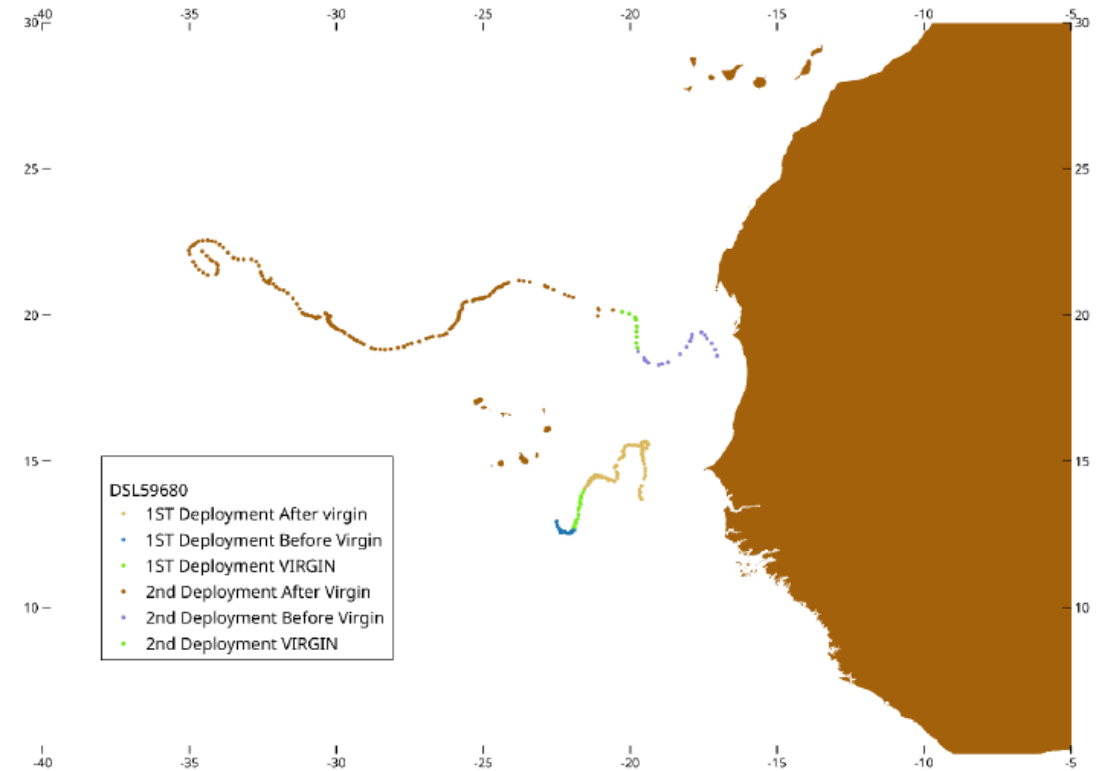 -40 -35 -30 -25 -20 -15 -10 -5
30 30
25 25
20 20
15 15
DSL59680
1ST Deployment After virgin
1ST Deployment Before Virgin
1ST Deployment VIRGIN
2nd Deployment After Virgin
2nd Deployment Before Virgin
2nd Deployment VIRGIN
10 10
-40 -35 -30 -25 -20 -15 -10 -5